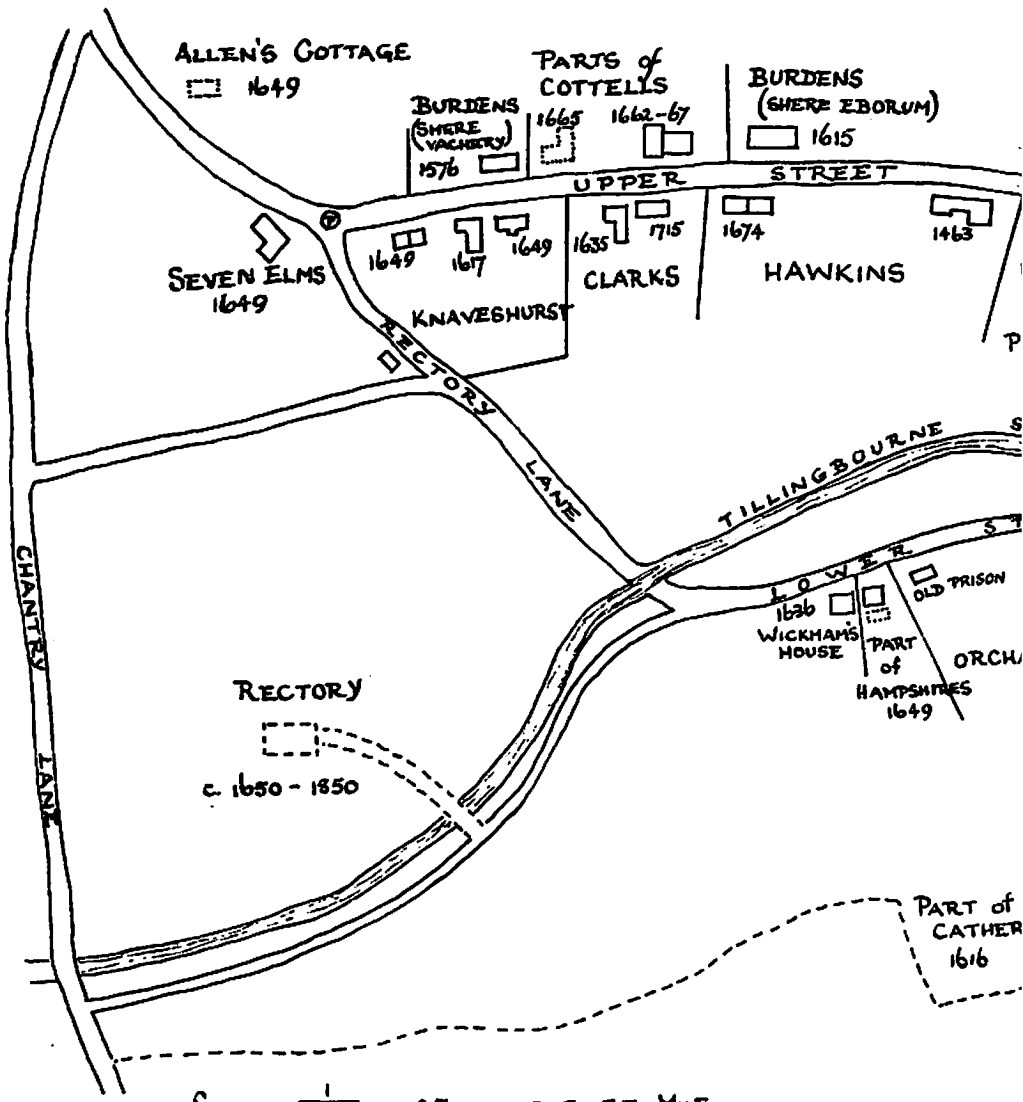 ALLEN'S COTTAGE
1649
PARTS of
COTTELLS
1665
1662-67
BURDENS
(SHERE
VACHERY)
1576
BURDENS
(SHERE EBORUM)
1615
UPPER STREET
SEVEN ELMS
1649
P
1649
1617
1649
KNAVESHURST
1635
1715
CLARKS
1674
1463
HAWKINS
P
RECTORY LANE
TILLINGBOURNE S
LOWER ST
1636
WICKHAM'S
HOUSE
PART
of
HAMPSHIRES
1649
OLD PRISON
ORCHA
CHANTRY LANE
RECTORY
c. 1650 - 1850
PART of
CATHER
1616